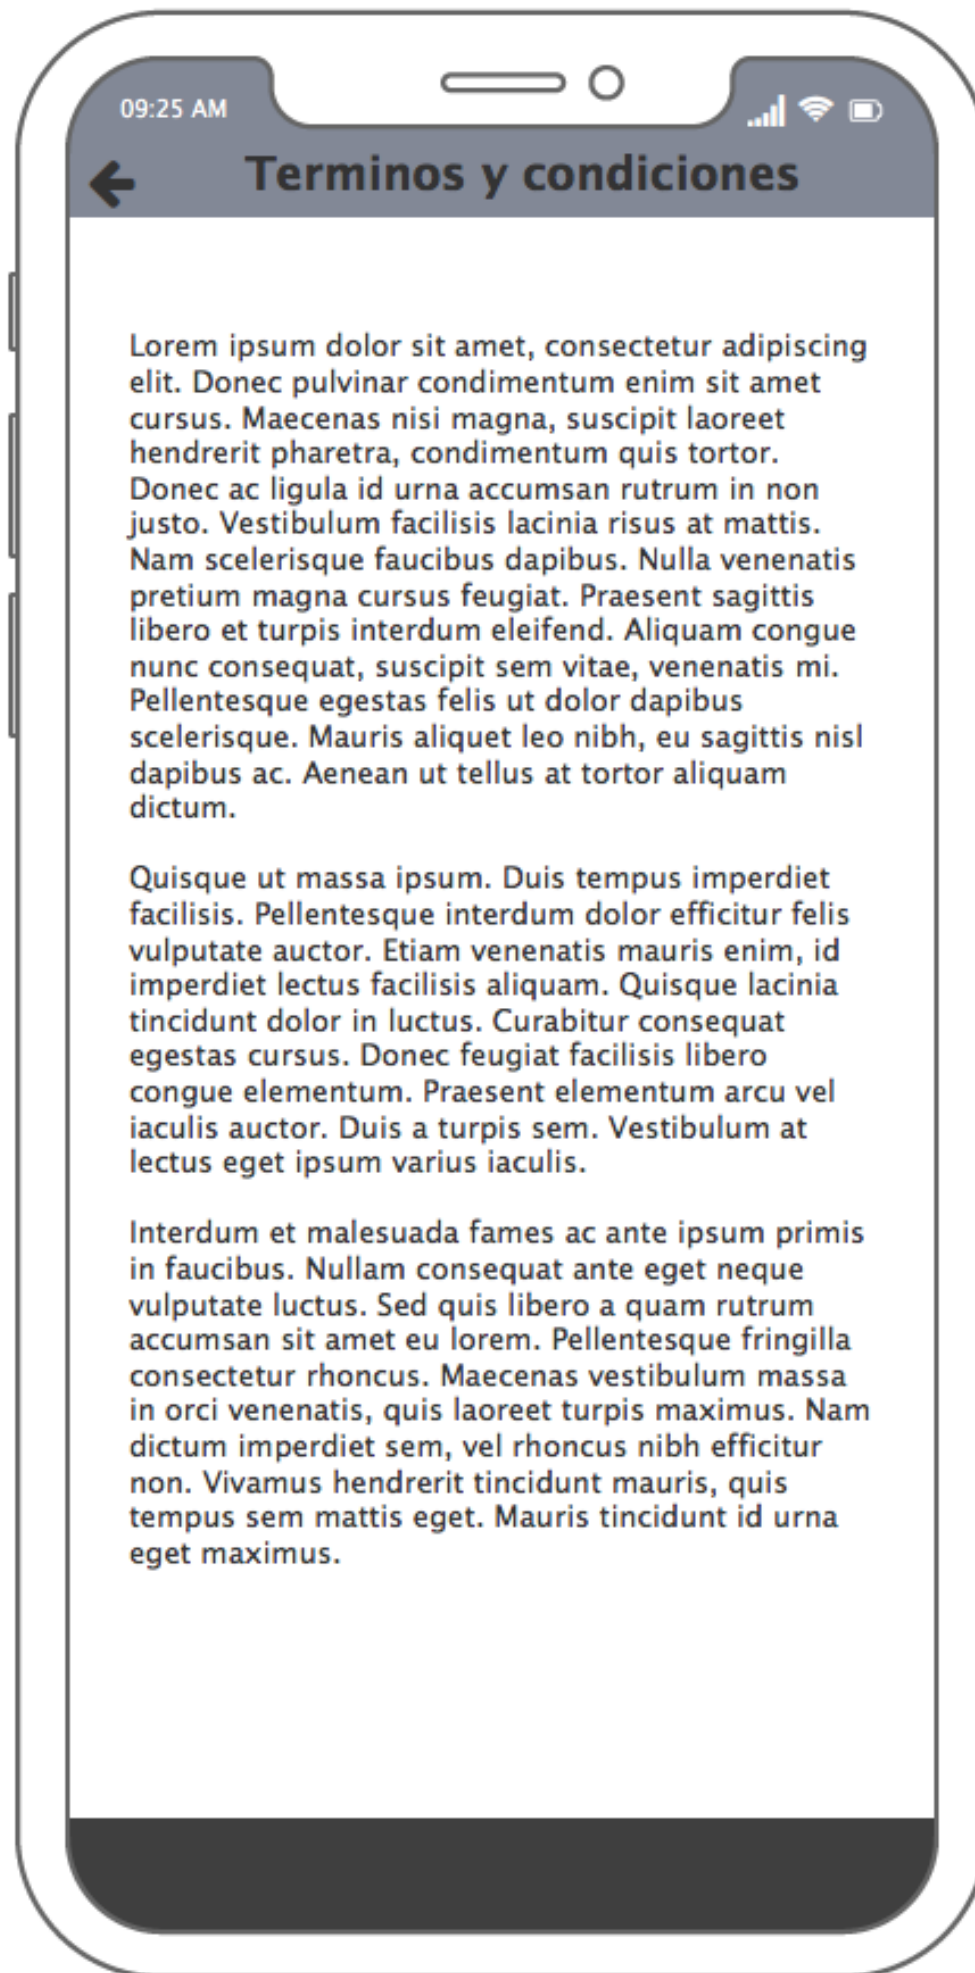 09:25 AM
Terminos y condiciones
Lorem ipsum dolor sit amet, consectetur adipiscing
elit. Donec pulvinar condimentum enim sit amet
cursus. Maecenas nisi magna, suscipit laoreet
hendrerit pharetra, condimentum quis tortor.
Donec ac ligula id urna accumsan rutrum in non
justo. Vestibulum facilisis lacinia risus at mattis.
Nam scelerisque faucibus dapibus. Nulla venenatis
pretium magna cursus feugiat. Praesent sagittis
libero et turpis interdum eleifend. Aliquam congue
nunc consequat, suscipit sem vitae, venenatis mi.
Pellentesque egestas felis ut dolor dapibus
scelerisque. Mauris aliquet leo nibh, eu sagittis nisl
dapibus ac. Aenean ut tellus at tortor aliquam
dictum.
Quisque ut massa ipsum. Duis tempus imperdiet
facilisis. Pellentesque interdum dolor efficitur felis
vulputate auctor. Etiam venenatis mauris enim, id
imperdiet lectus facilisis aliquam. Quisque lacinia
tincidunt dolor in luctus. Curabitur consequat
egestas cursus. Donec feugiat facilisis libero
congue elementum. Praesent elementum arcu vel
iaculis auctor. Duis a turpis sem. Vestibulum at
lectus eget ipsum varius iaculis.
Interdum et malesuada fames ac ante ipsum primis
in faucibus. Nullam consequat ante eget neque
vulputate luctus. Sed quis libero a quam rutrum
accumsan sit amet eu lorem. Pellentesque fringilla
consectetur rhoncus. Maecenas vestibulum massa
in orci venenatis, quis laoreet turpis maximus. Nam
dictum imperdiet sem, vel rhoncus nibh efficitur
non. Vivamus hendrerit tincidunt mauris, quis
tempus sem mattis eget. Mauris tincidunt id urna
eget maximus.